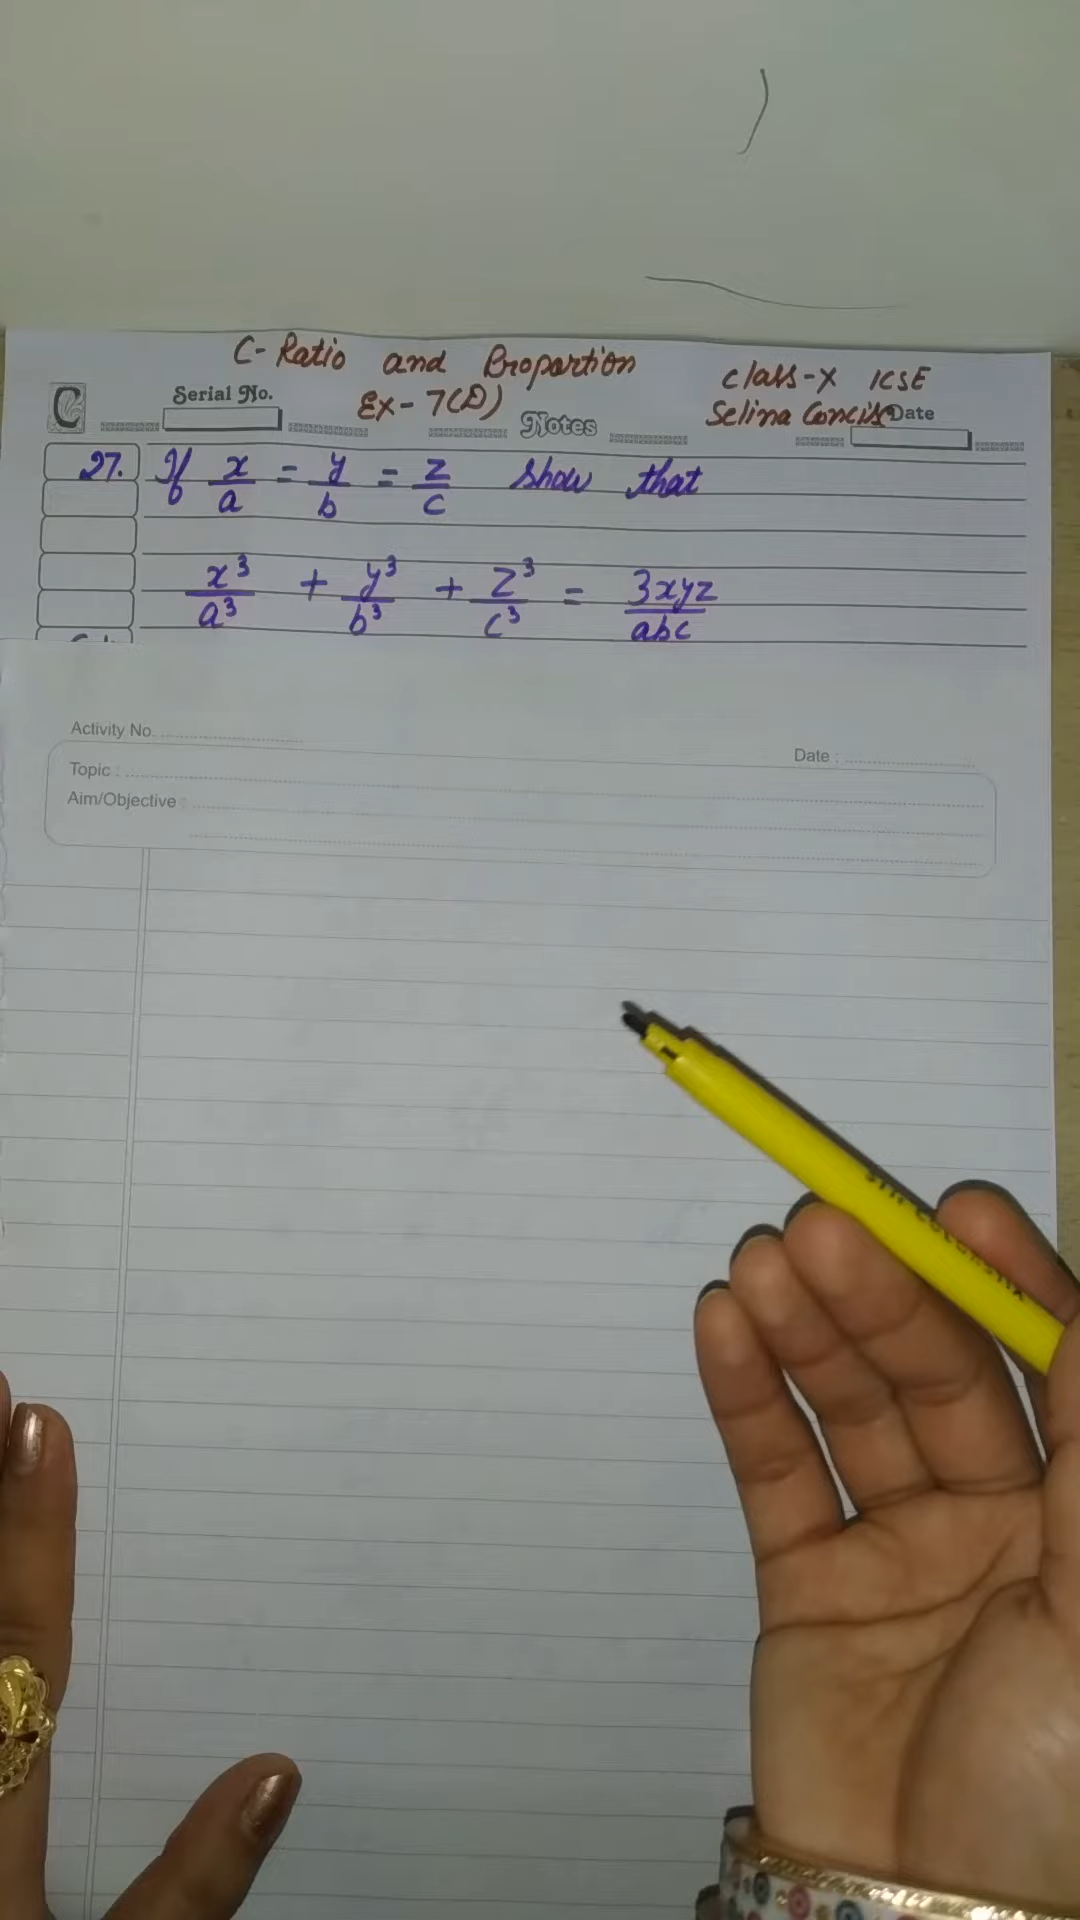 C- Ratio and Proportion
Class-X ICSE
Serial No.
Ex-7(D)
Notes
Selina Concise
Date
27. If x/a = y/b = z/c show that
x³/a³ + y³/b³ + z³/c³ = 3xyz/abc
Activity No.
Date :
Topic :
Aim/Objective :